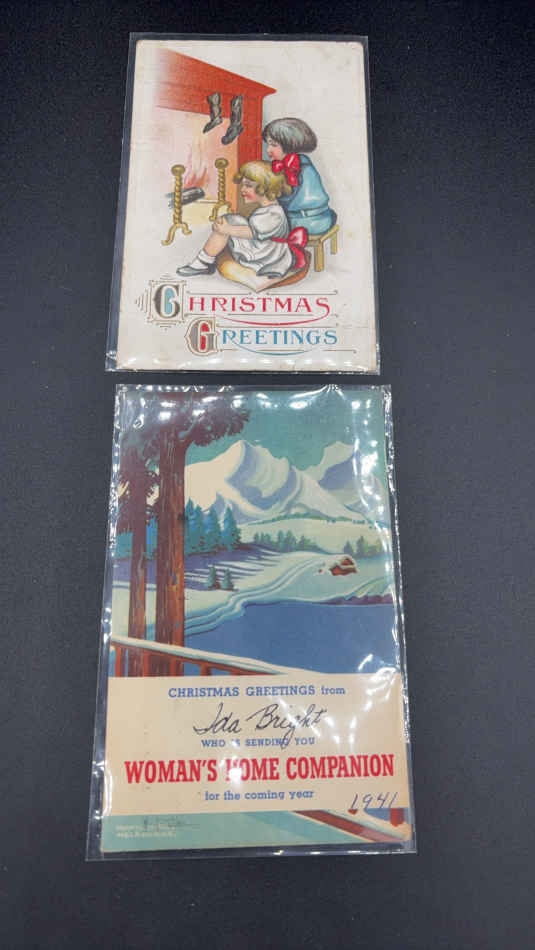 CHRISTMAS
GREETINGS
CHRISTMAS GREETINGS from
Ida Bright
WHO IS SENDING YOU
WOMAN'S HOME COMPANION
for the coming year
1941